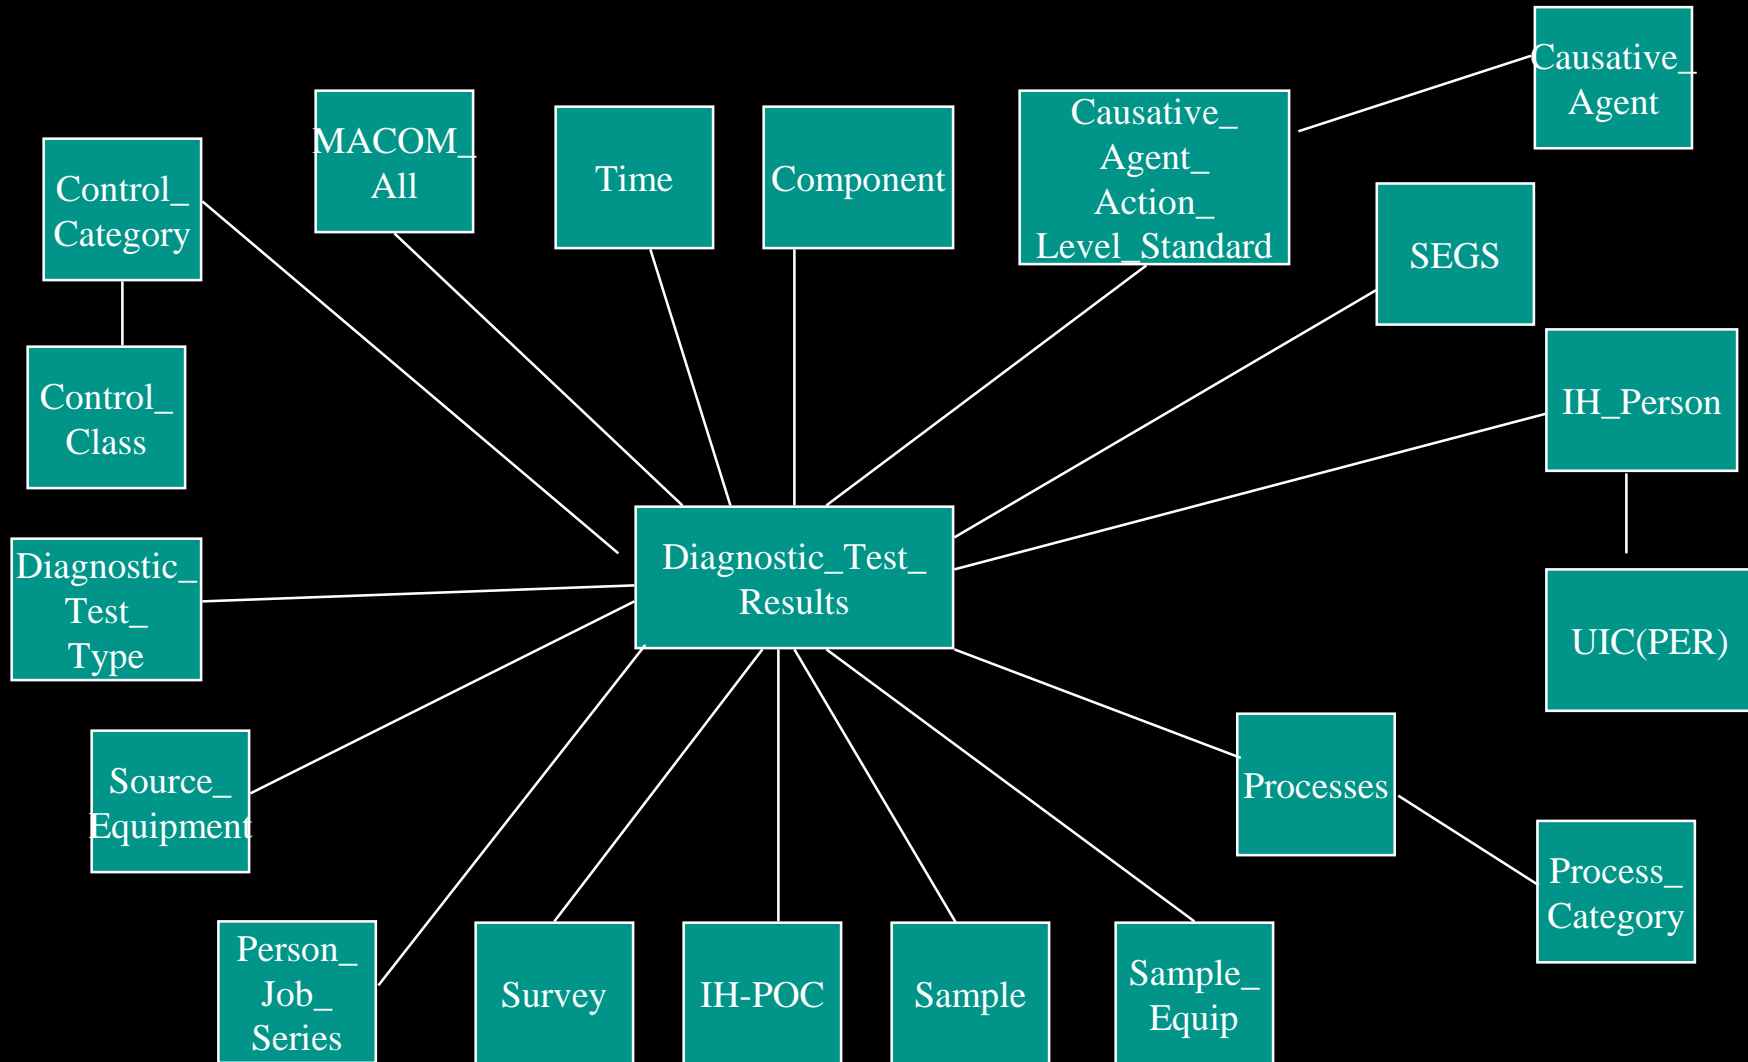 Causative_
Agent
MACOM_
All
Time
Component
Causative_
Agent_
Action_
Level_Standard
Control_
Category
SEGS
Control_
Class
IH_Person
Diagnostic_Test_
Results
Diagnostic_
Test_
Type
UIC(PER)
Source_
Equipment
Processes
Process_
Category
Person_
Job_
Series
Survey
IH-POC
Sample
Sample_
Equip